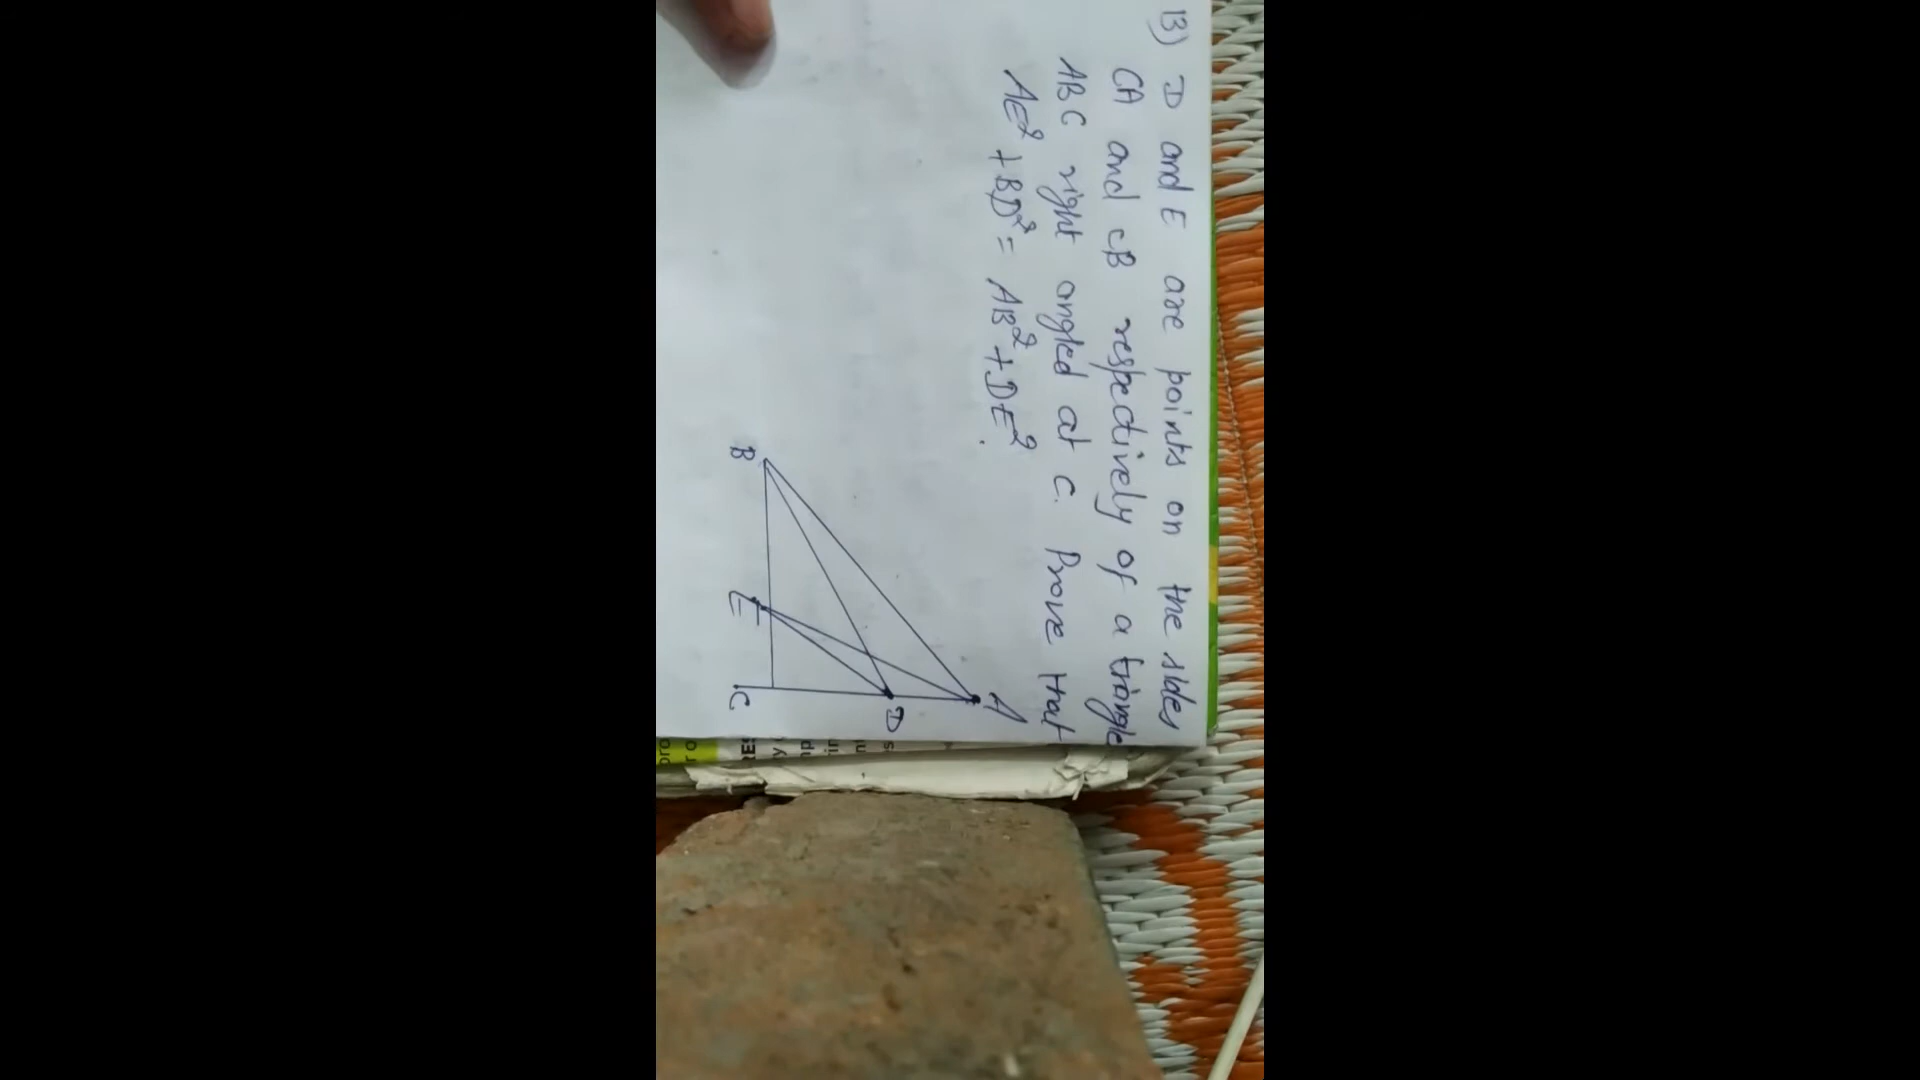 13) D and E are points on the sides
CA and CB respectively of a triangle
ABC right angled at C. Prove that
AE² + BD² = AB² + DE².
A
D
B
E
C